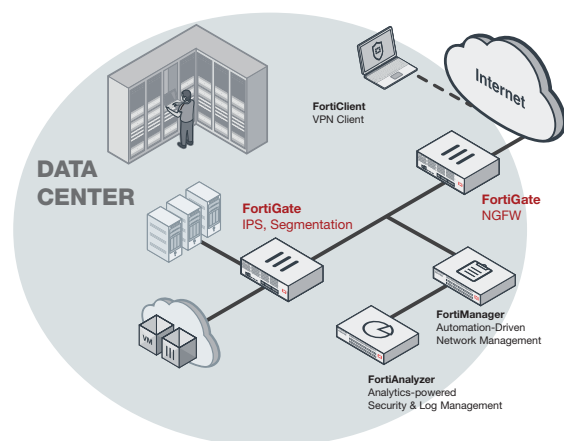 Internet
FortiClient
VPN Client
DATA
CENTER
FortiGate
NGFW
FortiGate
IPS, Segmentation
FortiManager
Automation-Driven
Network Management
VM
FortiAnalyzer
Analytics-powered
Security & Log Management